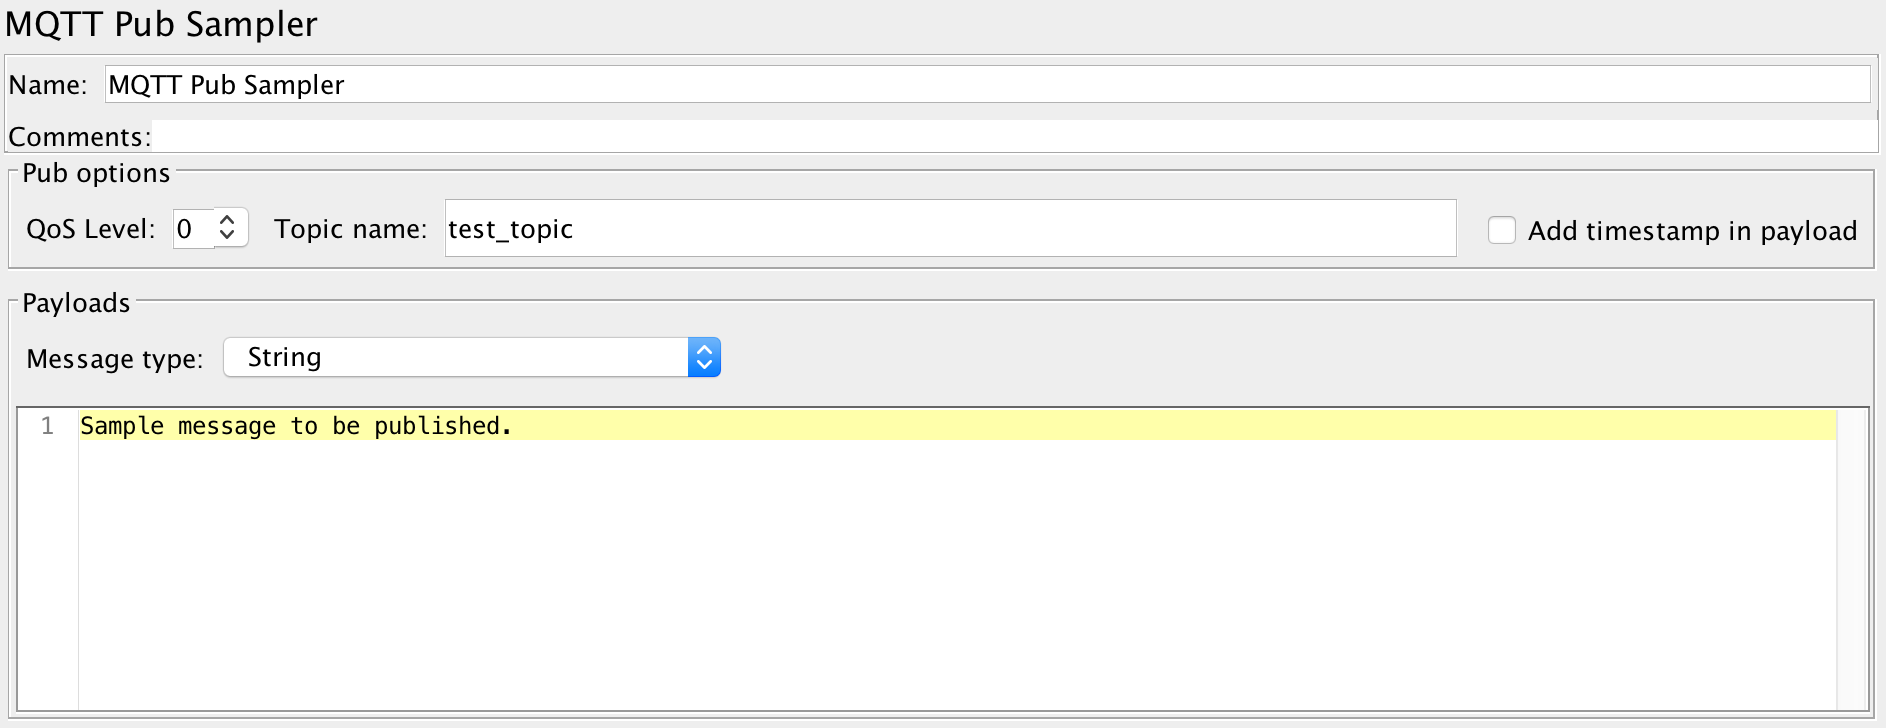 MQTT Pub Sampler
Name: MQTT Pub Sampler
Comments:
Pub options
QoS Level: 0 Topic name: test_topic Add timestamp in payload
Payloads
Message type: String
1 Sample message to be published.